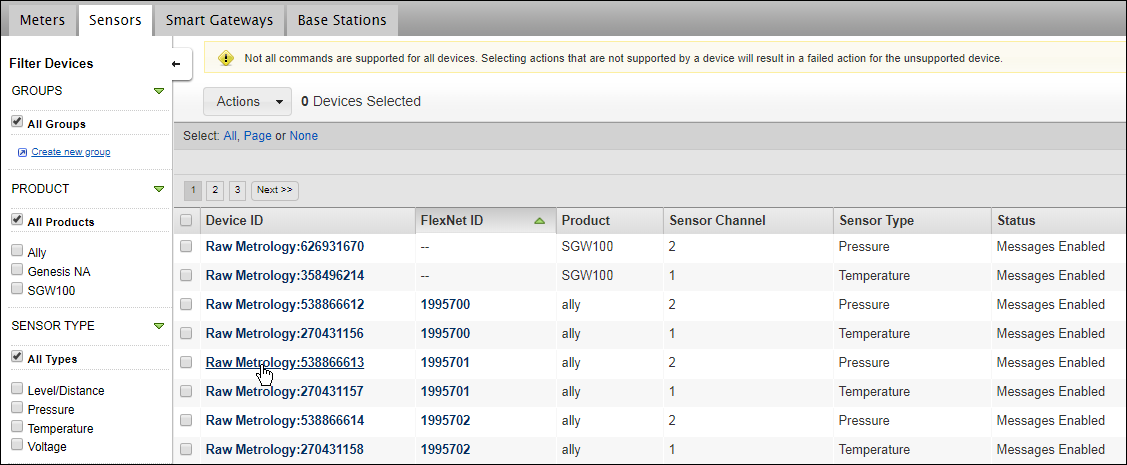 Meters Sensors Smart Gateways Base Stations
Filter Devices
GROUPS
All Groups
Create new group
PRODUCT
All Products
Ally
Genesis NA
SGW100
SENSOR TYPE
All Types
Level/Distance
Pressure
Temperature
Voltage
Not all commands are supported for all devices. Selecting actions that are not supported by a device will result in a failed action for the unsupported device.
Actions 0 Devices Selected
Select: All, Page or None
1 2 3 Next >>
Device ID FlexNet ID Product Sensor Channel Sensor Type Status
Raw Metrology:626931670 -- SGW100 2 Pressure Messages Enabled
Raw Metrology:358496214 -- SGW100 1 Temperature Messages Enabled
Raw Metrology:538866612 1995700 ally 2 Pressure Messages Enabled
Raw Metrology:270431156 1995700 ally 1 Temperature Messages Enabled
Raw Metrology:538866613 1995701 ally 2 Pressure Messages Enabled
Raw Metrology:270431157 1995701 ally 1 Temperature Messages Enabled
Raw Metrology:538866614 1995702 ally 2 Pressure Messages Enabled
Raw Metrology:270431158 1995702 ally 1 Temperature Messages Enabled